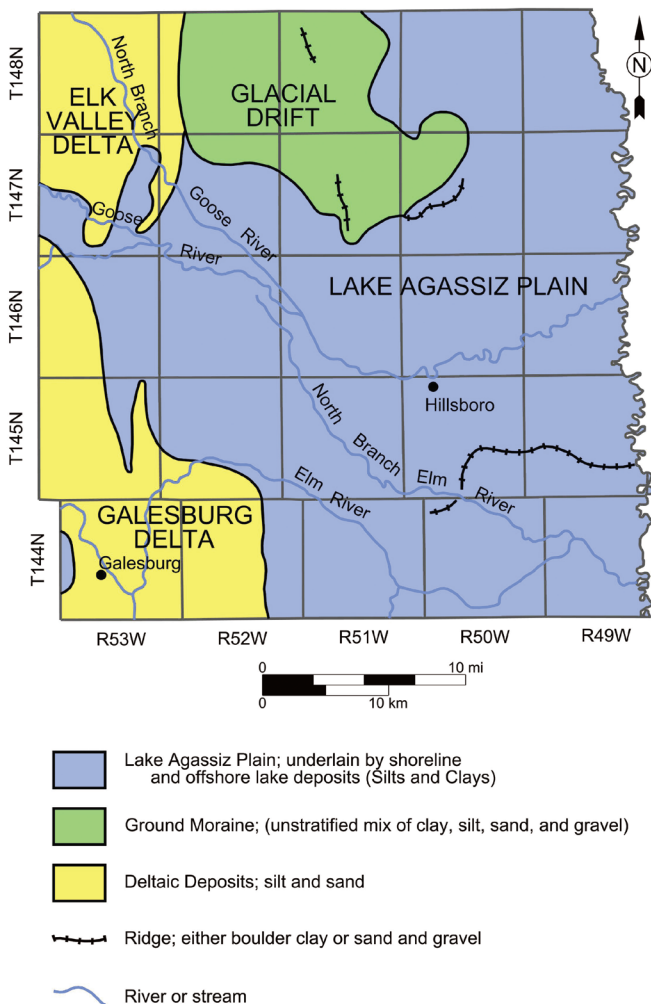 T148N
T147N
T146N
T145N
T144N
North Branch
ELK
VALLEY
DELTA
GLACIAL
DRIFT
N
Goose River
Goose River
LAKE AGASSIZ PLAIN
Hillsboro
North Branch Elm River
Elm River
GALESBURG
DELTA
Galesburg
R53W R52W R51W R50W R49W
0 10 mi
0 10 km
Lake Agassiz Plain; underlain by shoreline
and offshore lake deposits (Silts and Clays)
Ground Moraine; (unstratified mix of clay, silt, sand, and gravel)
Deltaic Deposits; silt and sand
Ridge; either boulder clay or sand and gravel
River or stream